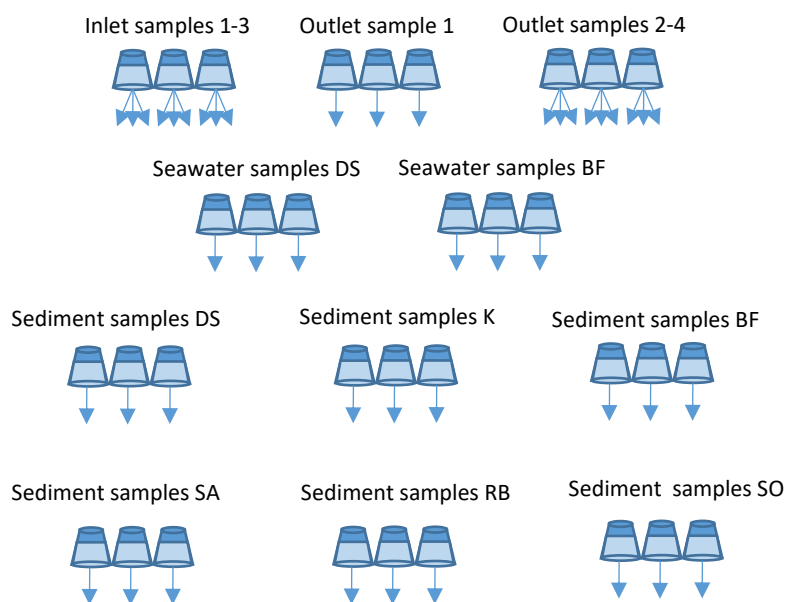 Inlet samples 1-3
Outlet sample 1
Outlet samples 2-4
Seawater samples DS
Seawater samples BF
Sediment samples DS
Sediment samples K
Sediment samples BF
Sediment samples SA
Sediment samples RB
Sediment  samples SO